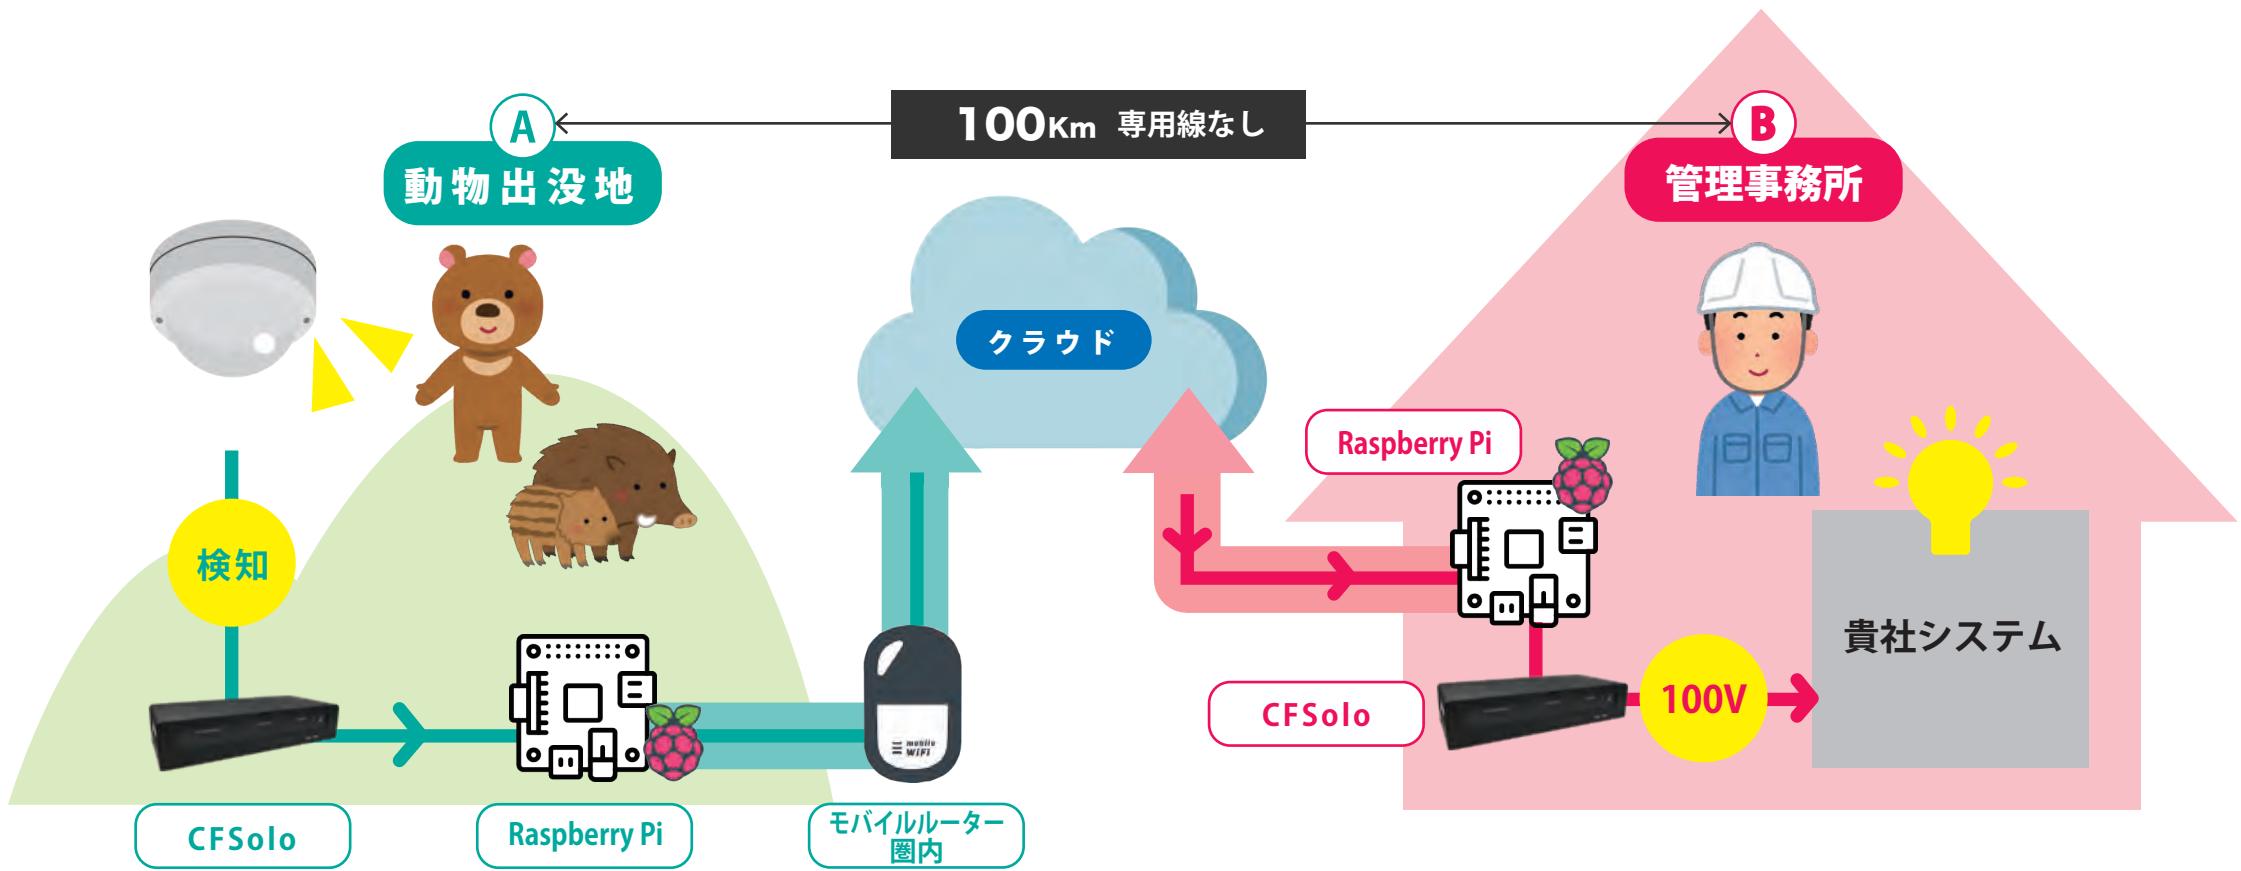 A
動物出没地
100Km 専用線なし
B
管理事務所
クラウド
検知
CFSolo
Raspberry Pi
mobile
WiFi
モバイルルーター
圏内
Raspberry Pi
CFSolo
100V
貴社システム